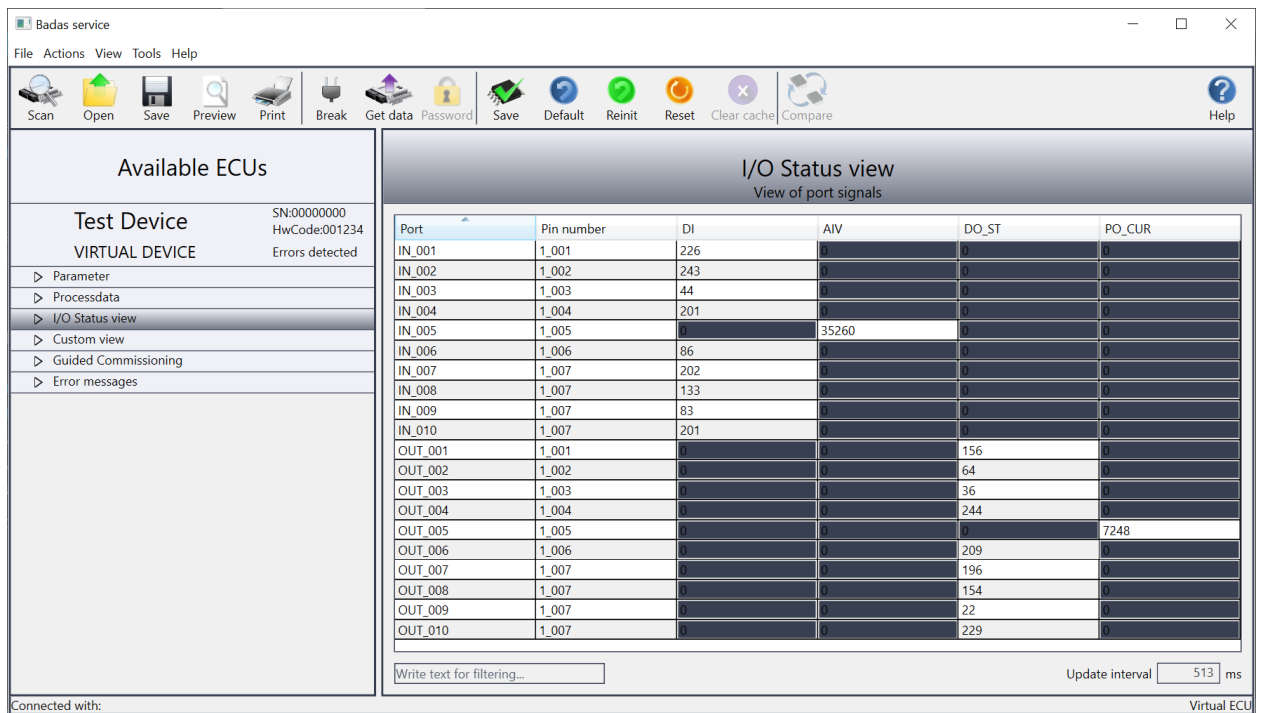 Badas service
File Actions View Tools Help
Scan Open Save Preview Print Break Get data Password Save Default Reinit Reset Clear cache Compare Help
Available ECUs
Test Device SN:00000000
HwCode:001234
VIRTUAL DEVICE Errors detected
Parameter
Processdata
I/O Status view
Custom view
Guided Commissioning
Error messages
I/O Status view
View of port signals
Port Pin number DI AIV DO_ST PO_CUR
IN_001 1_001 226 0 0 0
IN_002 1_002 243 0 0 0
IN_003 1_003 44 0 0 0
IN_004 1_004 201 0 0 0
IN_005 1_005 0 35260 0 0
IN_006 1_006 86 0 0 0
IN_007 1_007 202 0 0 0
IN_008 1_007 133 0 0 0
IN_009 1_007 83 0 0 0
IN_010 1_007 201 0 0 0
OUT_001 1_001 0 0 156 0
OUT_002 1_002 0 0 64 0
OUT_003 1_003 0 0 36 0
OUT_004 1_004 0 0 244 0
OUT_005 1_005 0 0 0 7248
OUT_006 1_006 0 0 209 0
OUT_007 1_007 0 0 196 0
OUT_008 1_007 0 0 154 0
OUT_009 1_007 0 0 22 0
OUT_010 1_007 0 0 229 0
Write text for filtering... Update interval 513 ms
Connected with: Virtual ECU